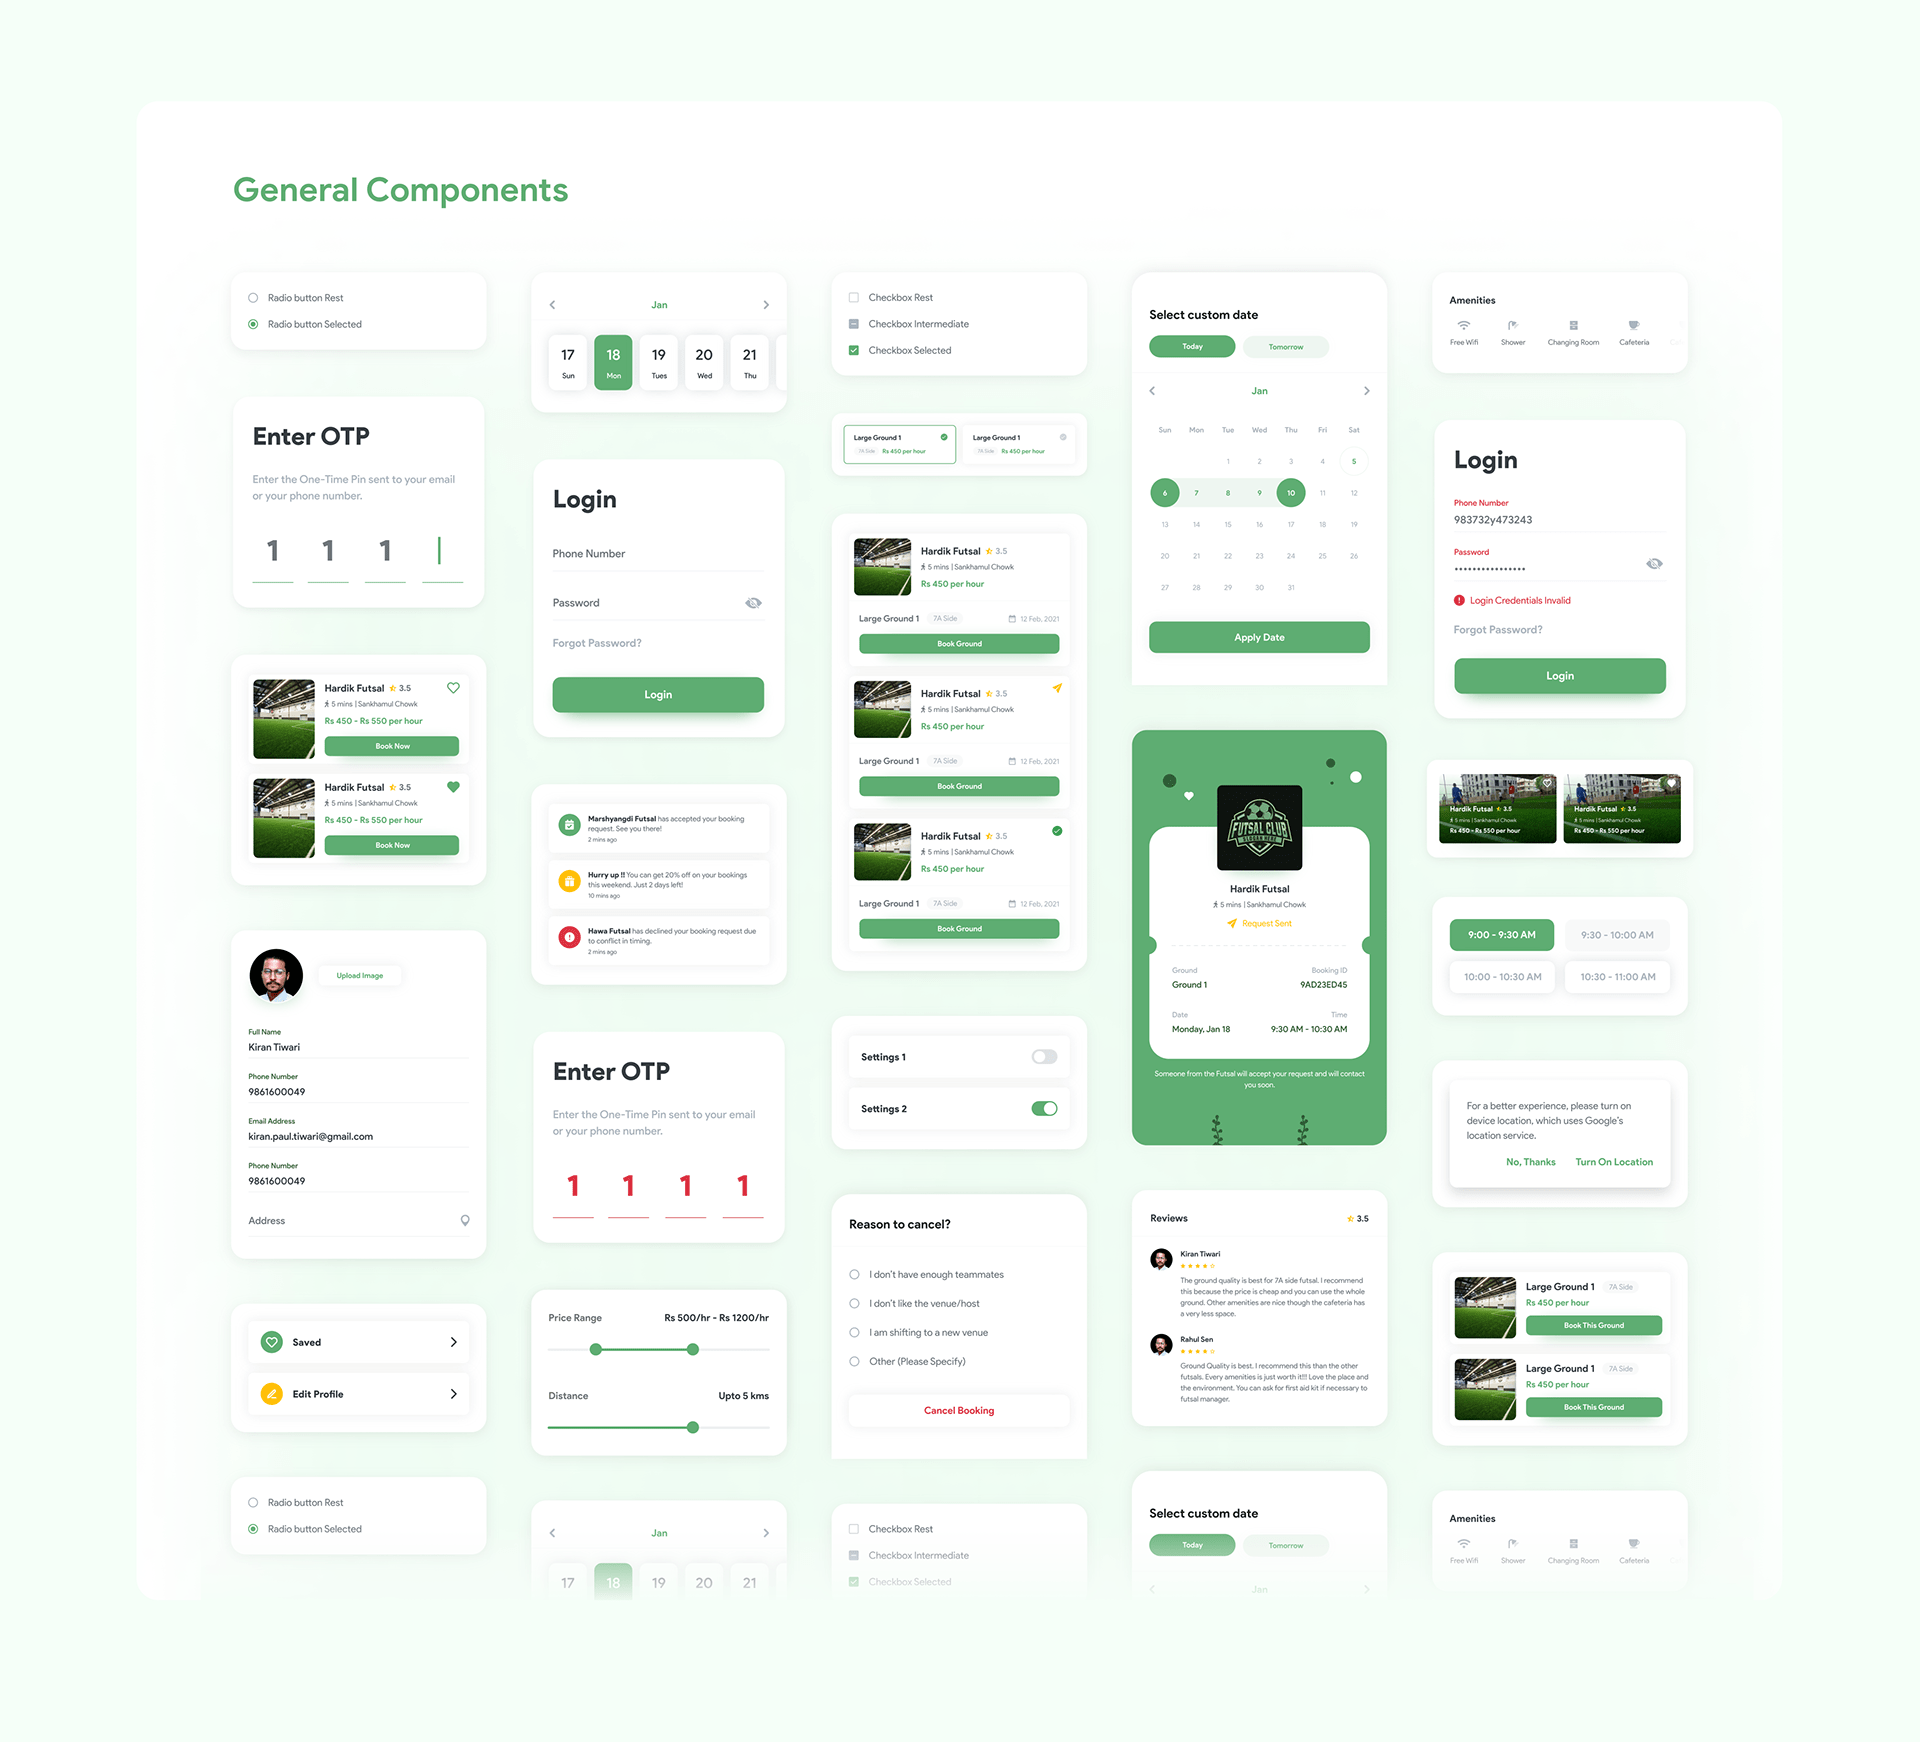 General Components
Radio button Rest
Radio button Selected
Enter OTP
Enter the One-Time Pin sent to your email
or your phone number.
1 1 1
Hardik Futsal 3.5
5 mins | Sankhamul Chowk
Rs 450 - Rs 550 per hour
Book Now
Hardik Futsal 3.5
5 mins | Sankhamul Chowk
Rs 450 - Rs 550 per hour
Book Now
Upload Image
Full Name
Kiran Tiwari
Phone Number
9861600049
Email Address
kiran.paul.tiwari@gmail.com
Phone Number
9861600049
Address
Saved
Edit Profile
Radio button Rest
Radio button Selected
Jan
17 18 19 20 21
Sun Mon Tues Wed Thu
Login
Phone Number
Password
Forgot Password?
Login
Marshyangdi Futsal has accepted your booking
request. See you there!
2 mins ago
Hurry up !! You can get 20% off on your bookings
this weekend. Just 2 days left!
10 mins ago
Hawa Futsal has declined your booking request due
to conflict in timing.
2 mins ago
Enter OTP
Enter the One-Time Pin sent to your email
or your phone number.
1 1 1 1
Price Range Rs 500/hr - Rs 1200/hr
Distance Upto 5 kms
Jan
17 18 19 20 21
Checkbox Rest
Checkbox Intermediate
Checkbox Selected
Large Ground 1 Large Ground 1
7A Side Rs 450 per hour 7A Side Rs 450 per hour
Hardik Futsal 3.5
5 mins | Sankhamul Chowk
Rs 450 per hour
Large Ground 1 7A Side 12 Feb, 2021
Book Ground
Hardik Futsal 3.5
5 mins | Sankhamul Chowk
Rs 450 per hour
Large Ground 1 7A Side 12 Feb, 2021
Book Ground
Hardik Futsal 3.5
5 mins | Sankhamul Chowk
Rs 450 per hour
Large Ground 1 7A Side 12 Feb, 2021
Book Ground
Settings 1
Settings 2
Reason to cancel?
I don't have enough teammates
I don't like the venue/host
I am shifting to a new venue
Other (Please Specify)
Cancel Booking
Checkbox Rest
Checkbox Intermediate
Checkbox Selected
Select custom date
Today Tomorrow
Jan
Sun Mon Tue Wed Thu Fri Sat
1 2 3 4 5
6 7 8 9 10 11 12
13 14 15 16 17 18 19
20 21 22 23 24 25 26
27 28 29 30 31
Apply Date
FUTSAL CLUB
SLOGAN HERE
Hardik Futsal
5 mins | Sankhamul Chowk
Request Sent
Ground Booking ID
Ground 1 9AD23ED45
Date Time
Monday, Jan 18 9:30 AM - 10:30 AM
Someone from the Futsal will accept your request and will contact
you soon.
Reviews 3.5
Kiran Tiwari
The ground quality is best for 7A side futsal. I recommend
this because the price is cheap and you can use the whole
ground. Other amenities are nice though the cafeteria has
a very less space.
Rahul Sen
Ground Quality is best. I recommend this than the other
futsals. Every amenities is just worth it!!! Love the place and
the environment. You can ask for first aid kit if necessary to
futsal manager.
Select custom date
Today Tomorrow
Jan
Amenities
Free Wifi Shower Changing Room Cafeteria
Login
Phone Number
983732y473243
Password
Login Credentials Invalid
Forgot Password?
Login
Hardik Futsal 3.5 Hardik Futsal 3.5
5 mins | Sankhamul Chowk 5 mins | Sankhamul Chowk
Rs 450 - Rs 550 per hour Rs 450 - Rs 550 per hour
9:00 - 9:30 AM 9:30 - 10:00 AM
10:00 - 10:30 AM 10:30 - 11:00 AM
For a better experience, please turn on
device location, which uses Google's
location service.
No, Thanks Turn On Location
Large Ground 1 7A Side
Rs 450 per hour
Book This Ground
Large Ground 1 7A Side
Rs 450 per hour
Book This Ground
Amenities
Free Wifi Shower Changing Room Cafeteria